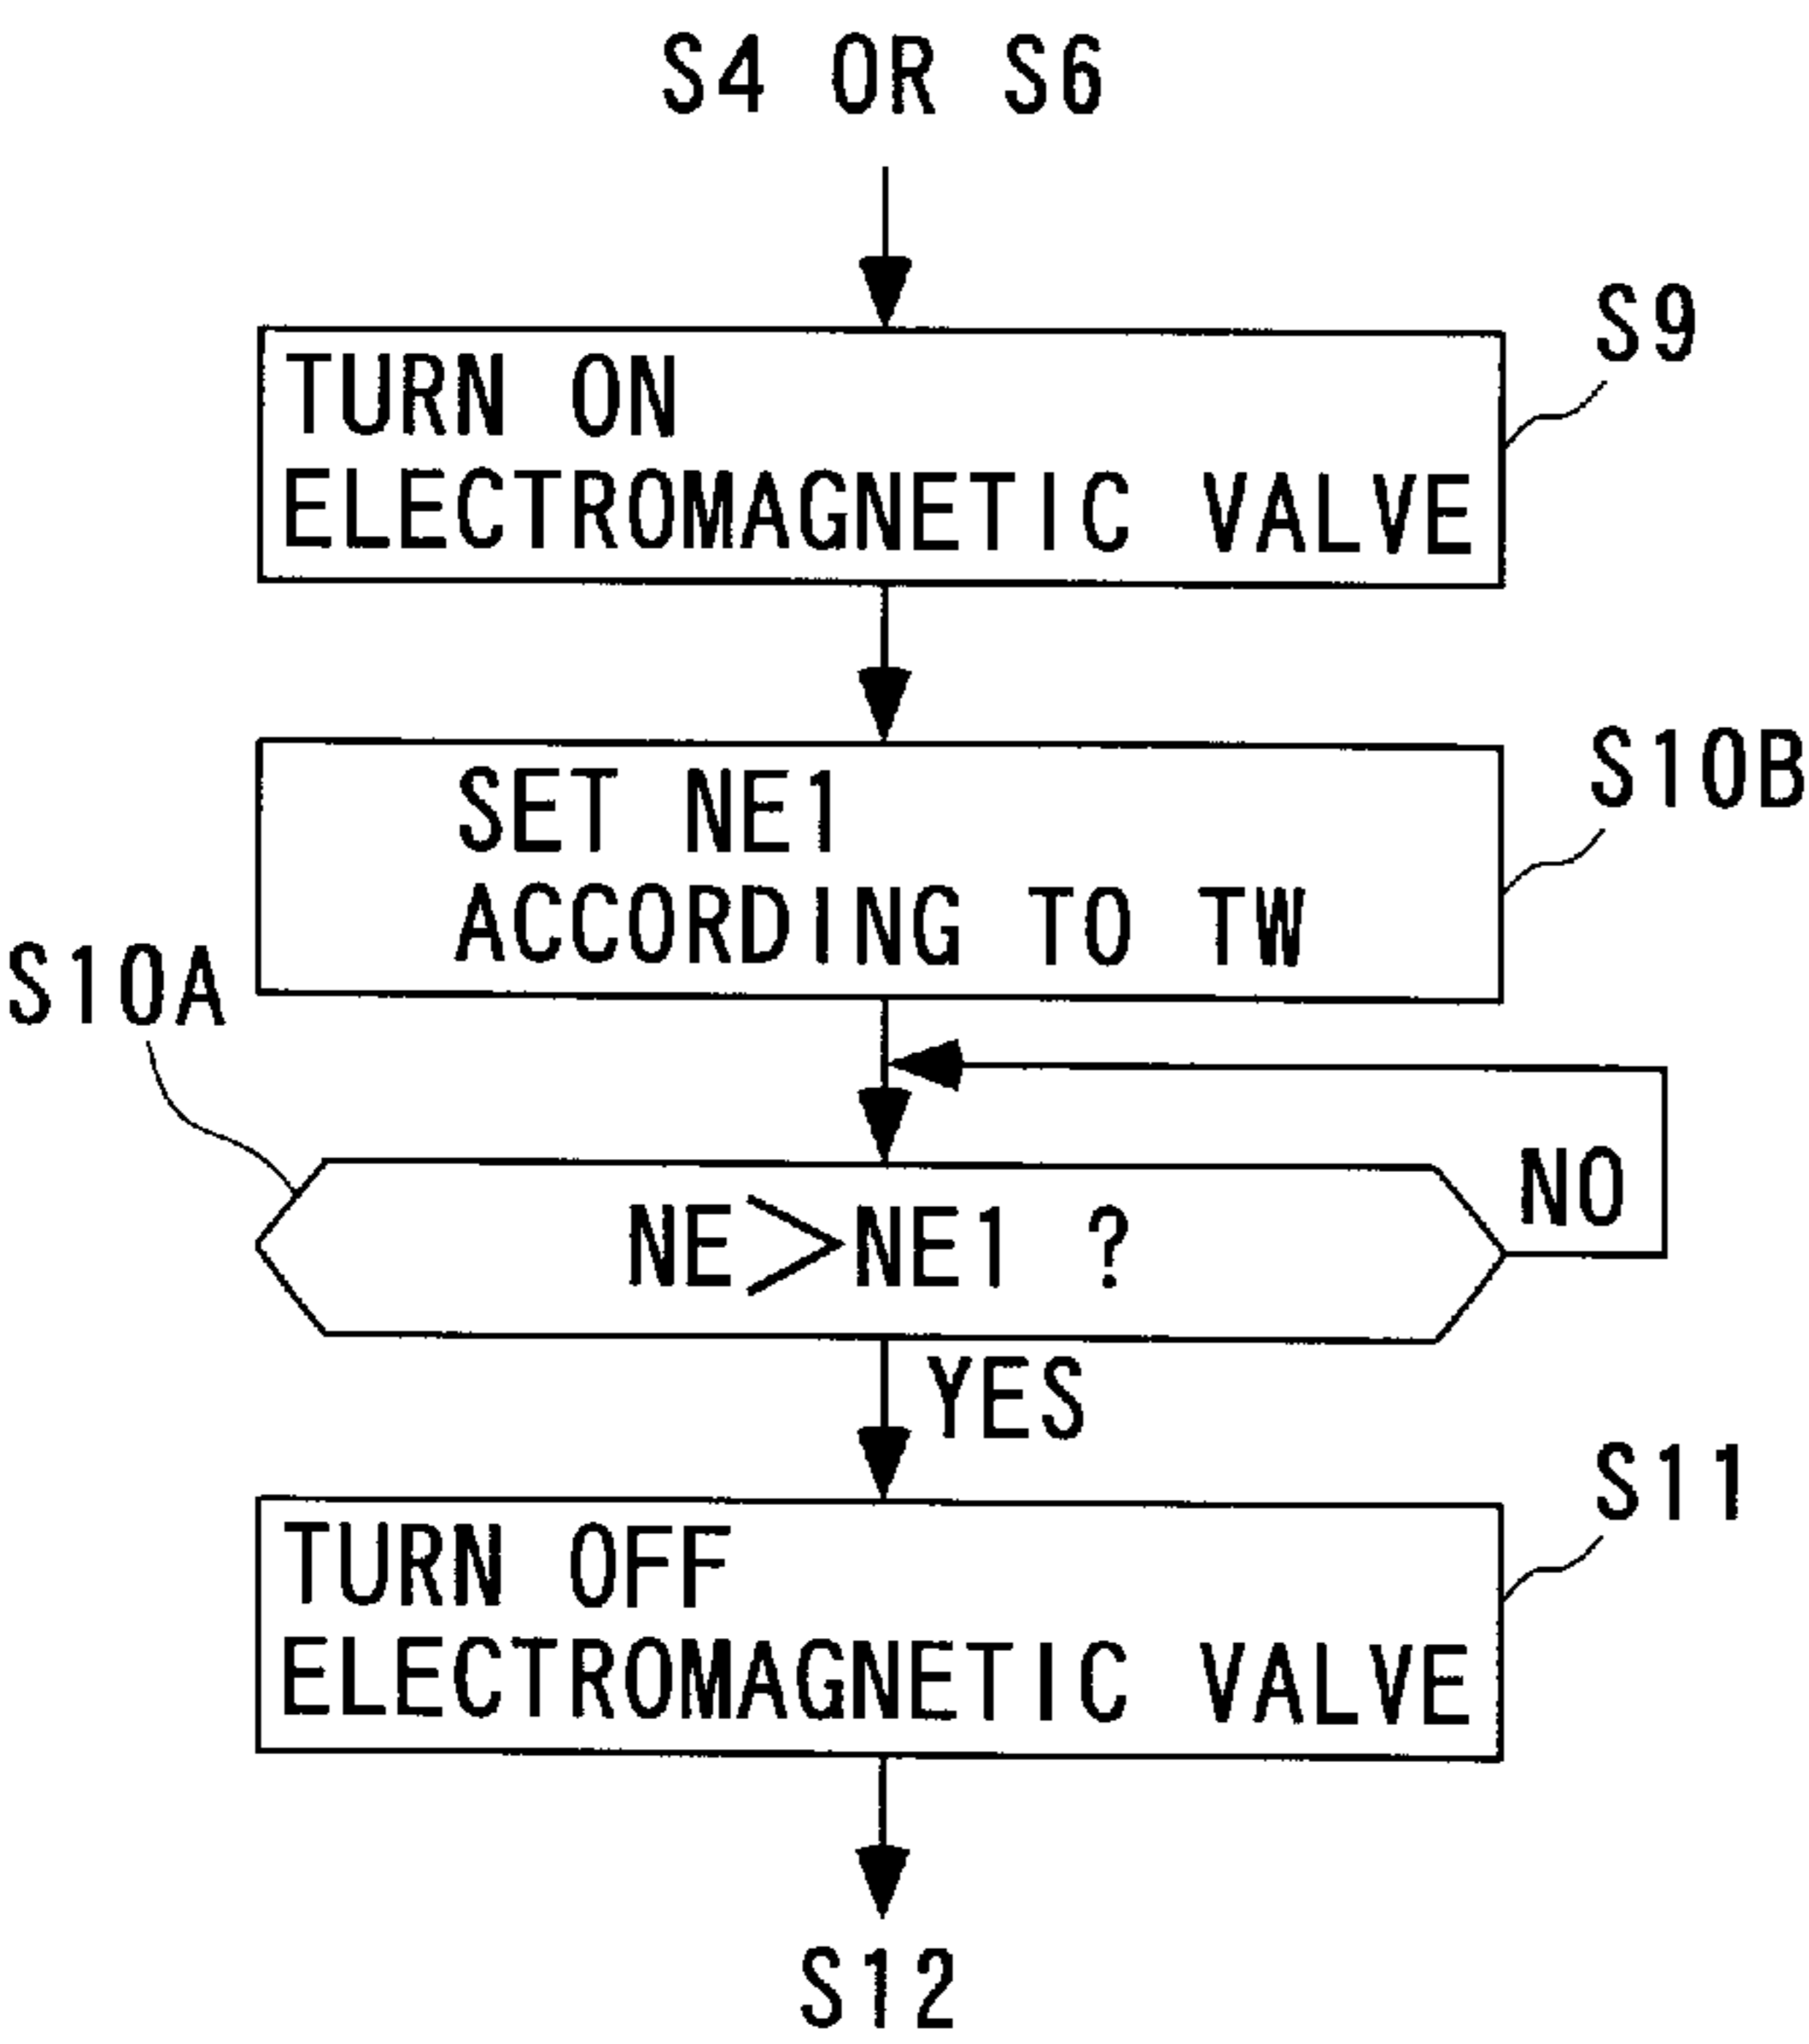 S4 OR S6
S9
TURN ON
ELECTROMAGNETIC VALVE
S10B
SET NE1
ACCORDING TO TW
S10A
NO
NE>NE1 ?
YES
S11
TURN OFF
ELECTROMAGNETIC VALVE
S12